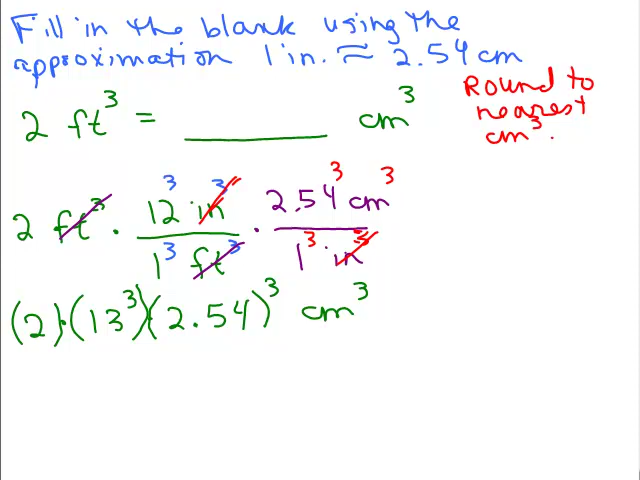 Fill in the blank using the
approximation 1 in. ≈ 2.54 cm
Round to
nearest
cm³.
2 ft³ = ________ cm³
2 ft³ · 12³ in³ / 1³ ft³ · 2.54³ cm³ / 1³ in³
(2)·(13³)·(2.54)³ cm³